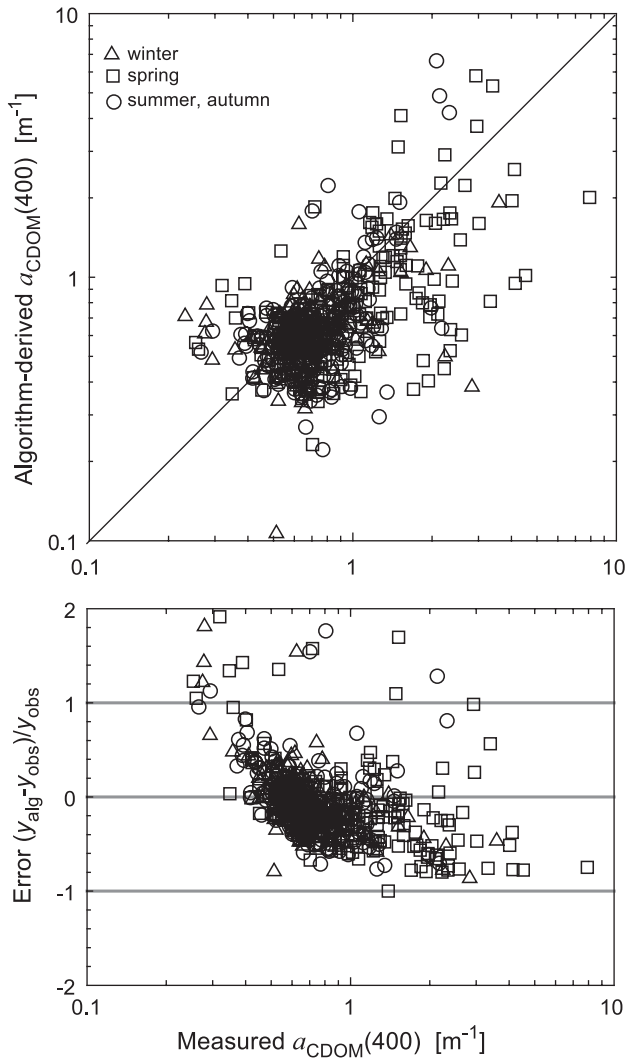 10
winter
spring
summer, autumn
Algorithm-derived aCDOM(400) [m-1]
1
0.1
0.1
1
10
2
1
0
Error (yalg-yobs)/yobs
-1
-2
0.1
1
10
Measured aCDOM(400) [m-1]